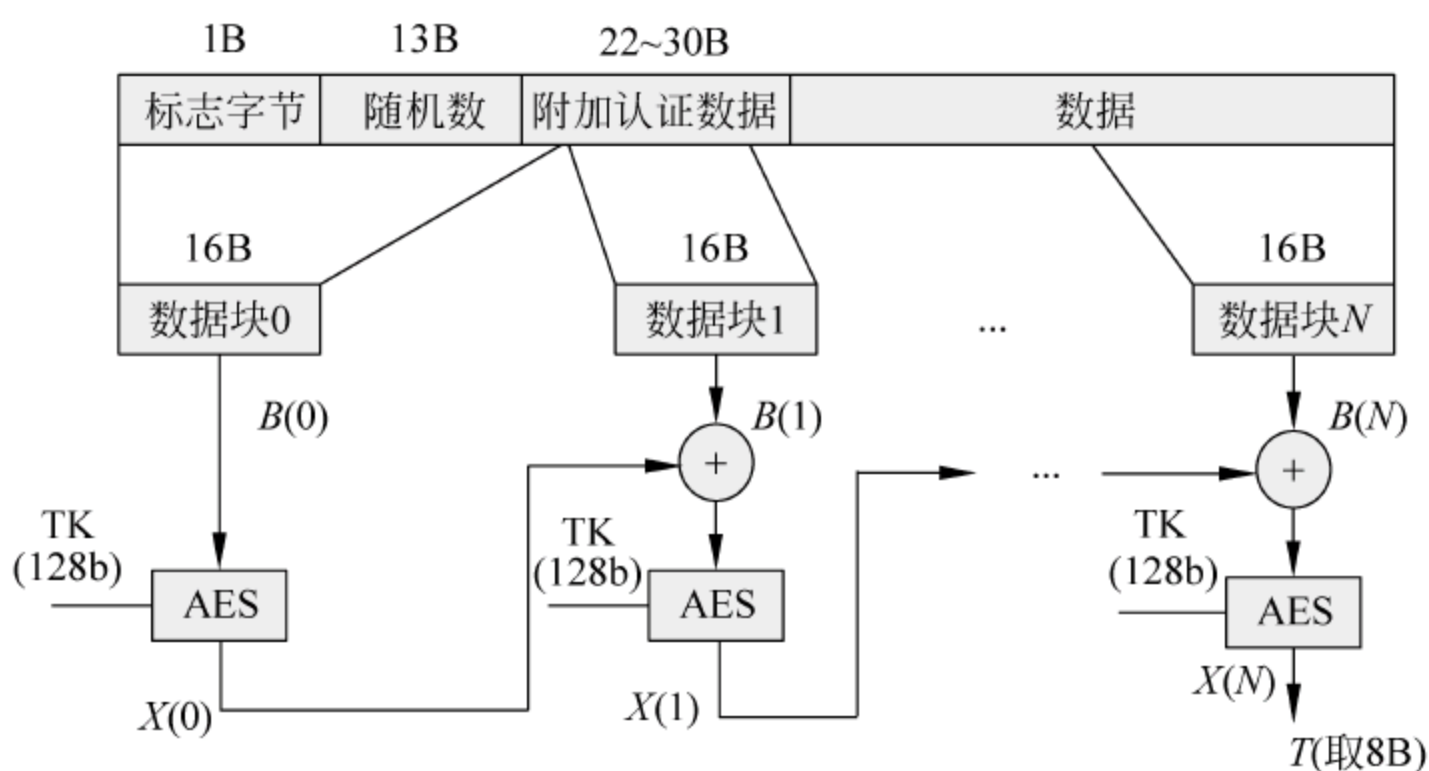 1B 13B 22~30B
标志字节 随机数 附加认证数据 数据
16B 16B 16B
数据块0 数据块1 ... 数据块N
B(0) B(1) B(N)
+ ... +
TK TK TK
(128b) (128b) (128b)
AES AES AES
X(0) X(1) X(N)
T(取8B)